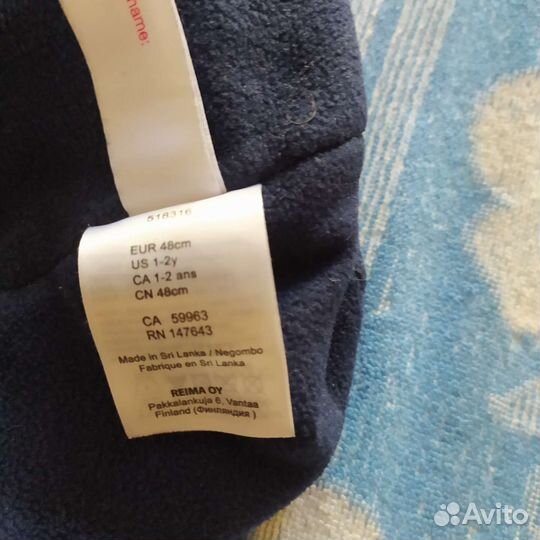 name:
518316
EUR 48cm
US 1-2y
CA 1-2 ans
CN 48cm
CA 59963
RN 147643
Made in Sri Lanka / Negombo
Fabrique en Sri Lanka
REIMA OY
Pakkalankuja 6, Vantaa
Finland (Финляндия)
Avito